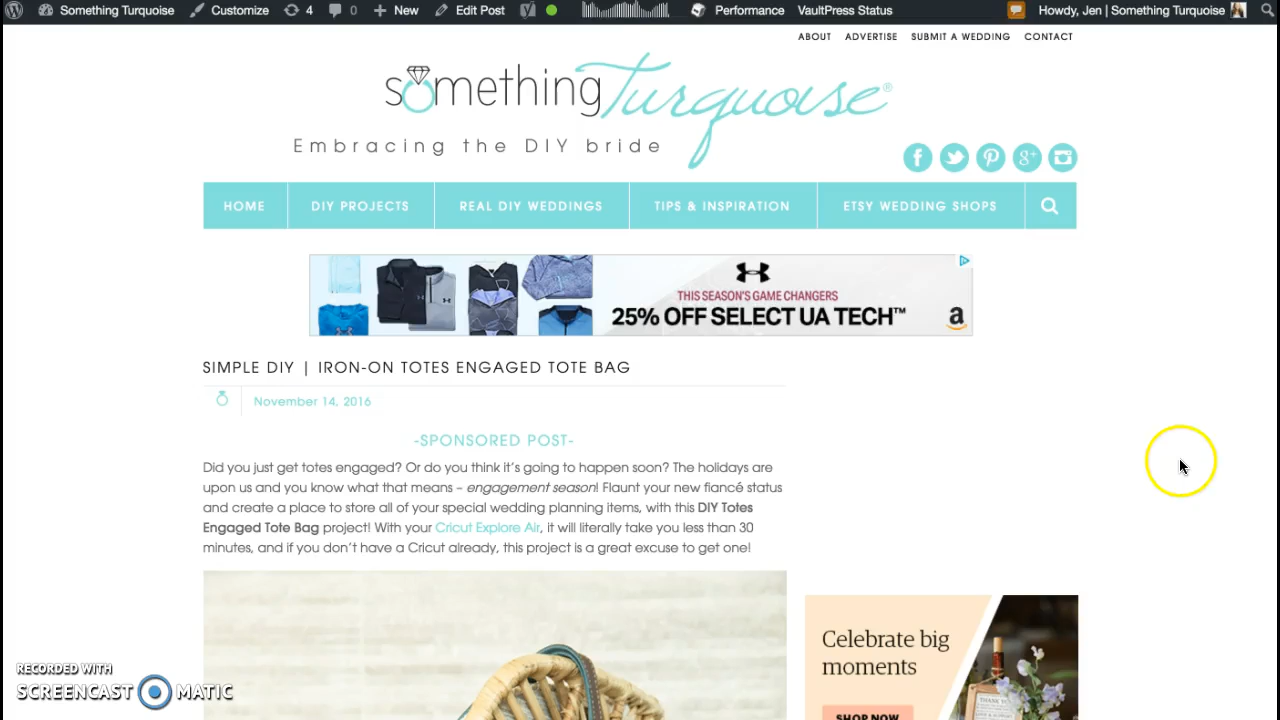 Something Turquoise Customize 4 0 New Edit Post Performance VaultPress Status Howdy, Jen | Something Turquoise
ABOUT ADVERTISE SUBMIT A WEDDING CONTACT
something Turquoise®
Embracing the DIY bride
HOME DIY PROJECTS REAL DIY WEDDINGS TIPS & INSPIRATION ETSY WEDDING SHOPS
THIS SEASON'S GAME CHANGERS
25% OFF SELECT UA TECH™
SIMPLE DIY | IRON-ON TOTES ENGAGED TOTE BAG
November 14, 2016
-SPONSORED POST-
Did you just get totes engaged? Or do you think it's going to happen soon? The holidays are
upon us and you know what that means – engagement season! Flaunt your new fiancé status
and create a place to store all of your special wedding planning items, with this DIY Totes
Engaged Tote Bag project! With your Cricut Explore Air, it will literally take you less than 30
minutes, and if you don't have a Cricut already, this project is a great excuse to get one!
Celebrate big
moments
SHOP NOW
RECORDED WITH
SCREENCAST MATIC